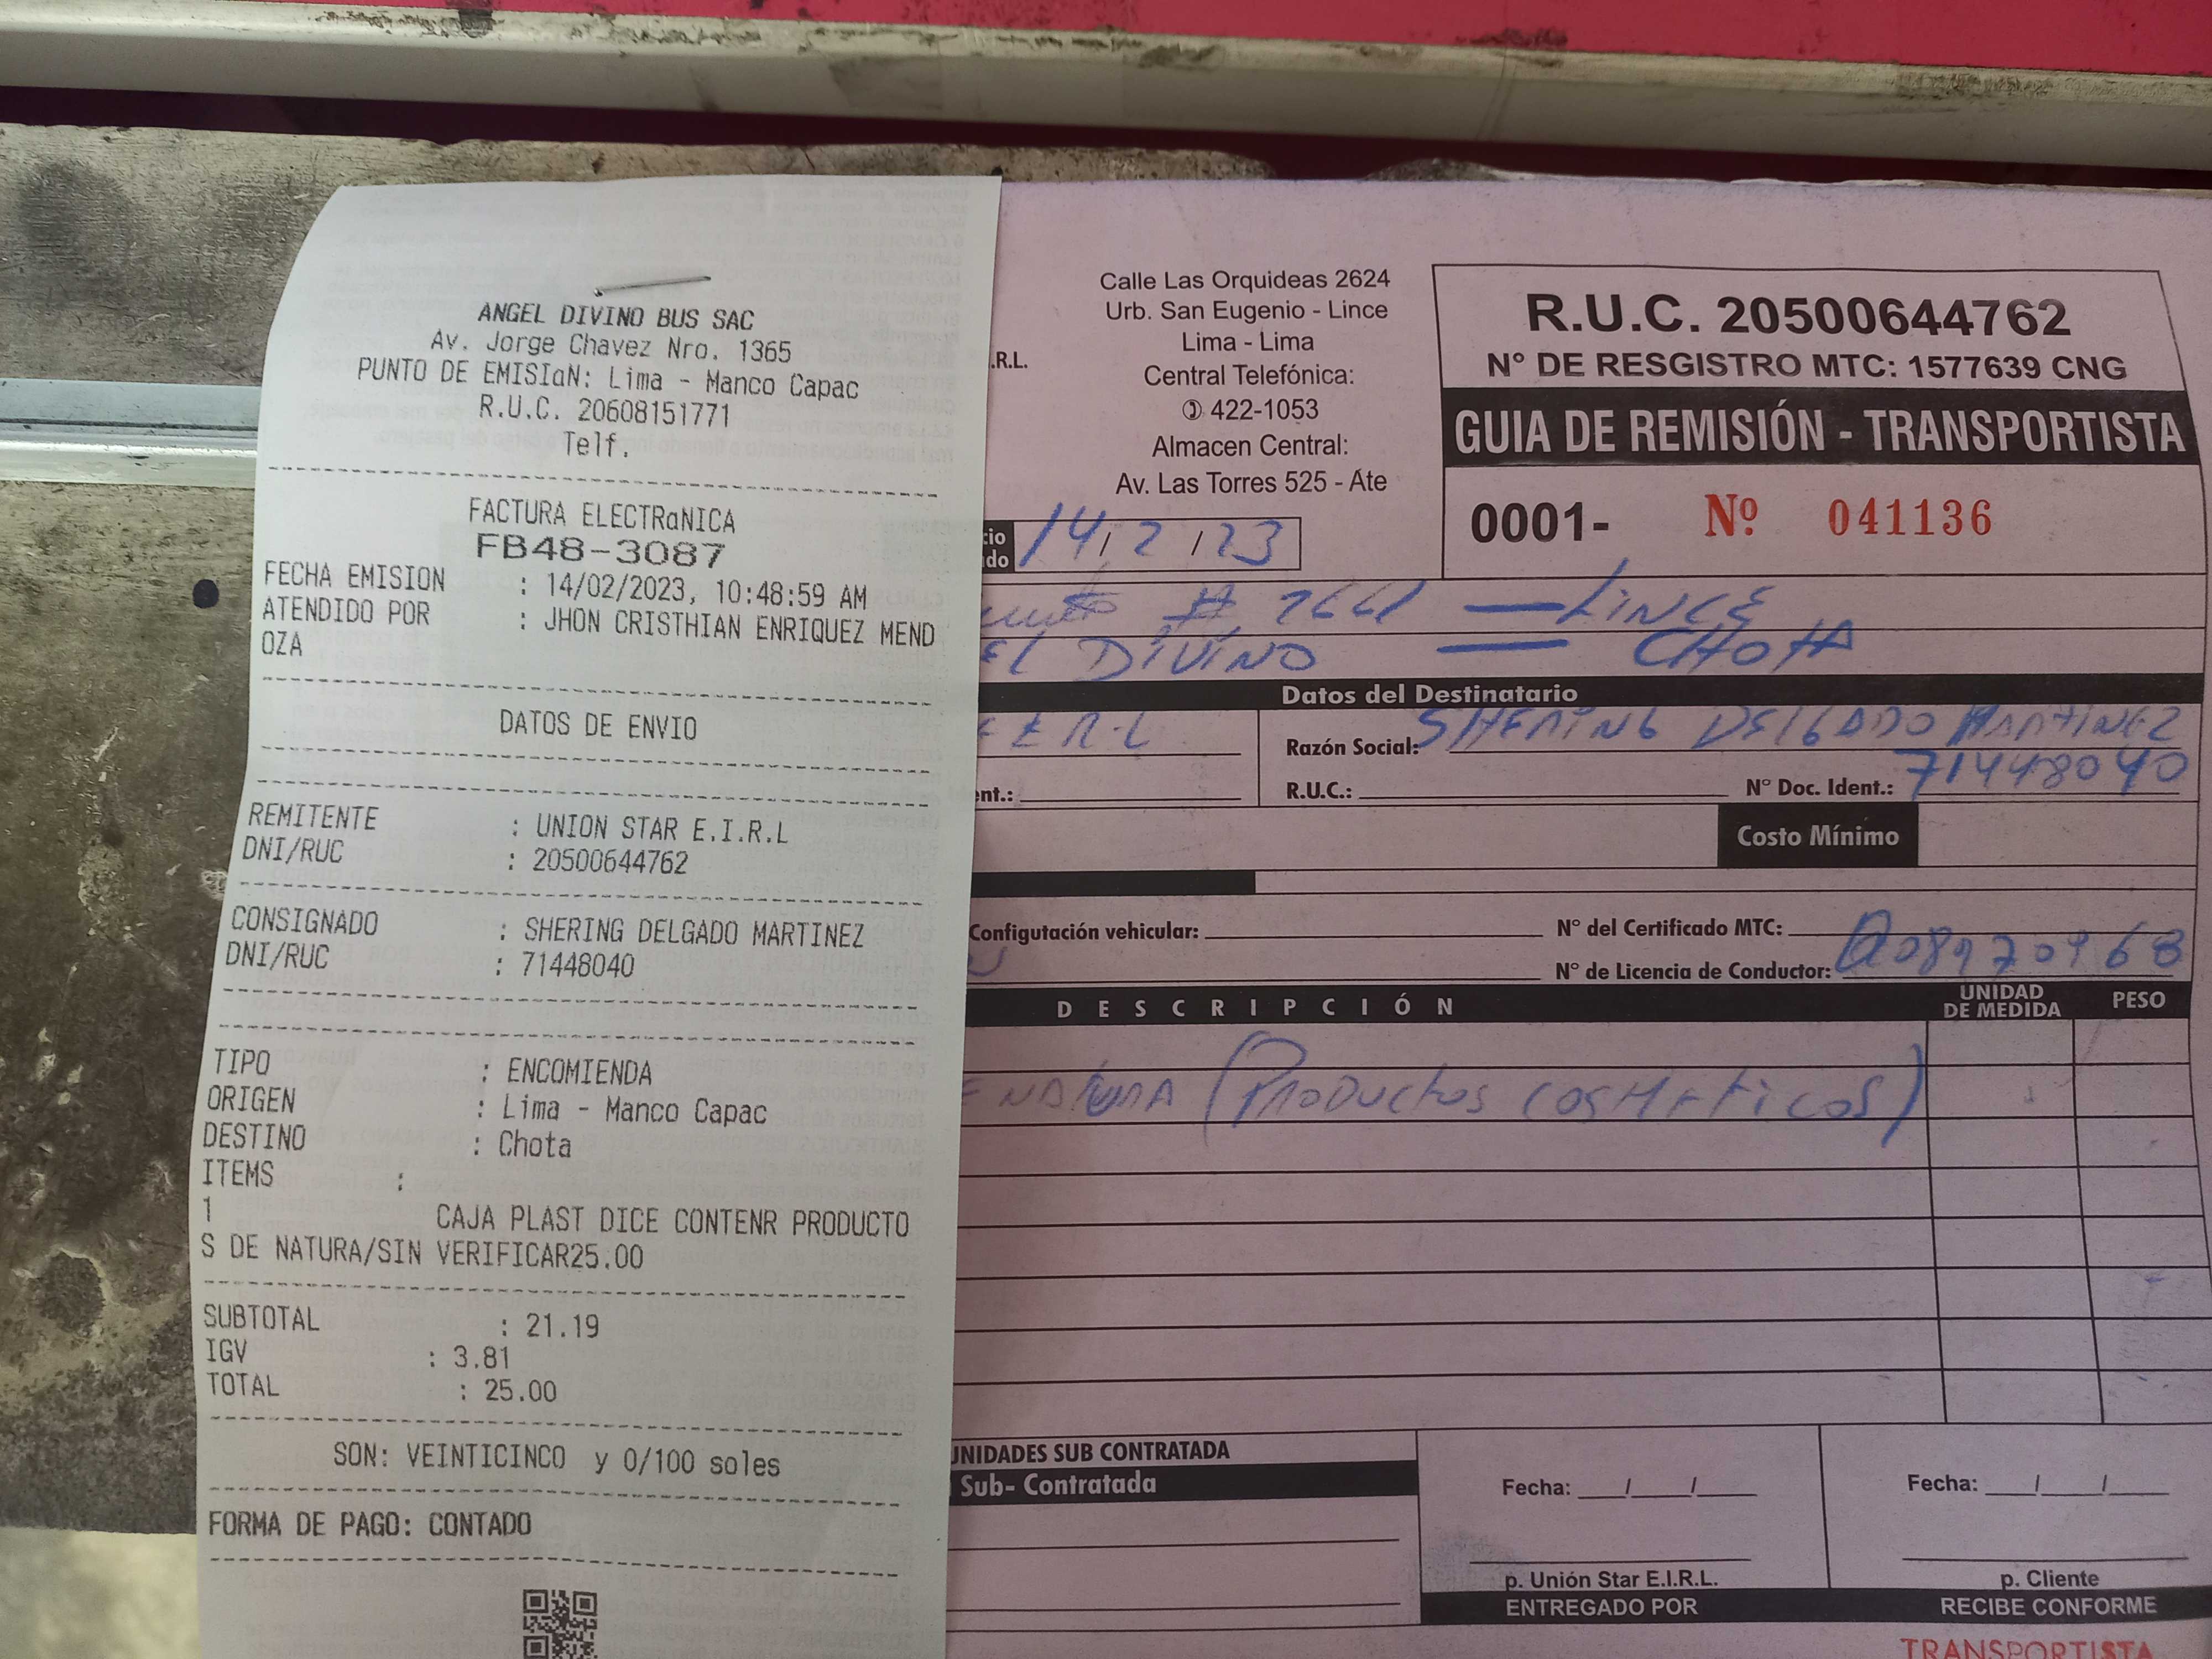 ANGEL DIVINO BUS SAC
Av. Jorge Chavez Nro. 1365
PUNTO DE EMISIaN: Lima - Manco Capac
R.U.C. 20608151771
Telf.
FACTURA ELECTRaNICA
FB48-3087
FECHA EMISION : 14/02/2023, 10:48:59 AM
ATENDIDO POR : JHON CRISTHIAN ENRIQUEZ MEND
OZA
DATOS DE ENVIO
REMITENTE : UNION STAR E.I.R.L
DNI/RUC : 20500644762
CONSIGNADO : SHERING DELGADO MARTINEZ
DNI/RUC : 71448040
TIPO : ENCOMIENDA
ORIGEN : Lima - Manco Capac
DESTINO : Chota
ITEMS :
1 CAJA PLAST DICE CONTENR PRODUCTO
S DE NATURA/SIN VERIFICAR25.00
SUBTOTAL : 21.19
IGV : 3.81
TOTAL : 25.00
SON: VEINTICINCO y 0/100 soles
FORMA DE PAGO: CONTADO
.R.L.
Calle Las Orquideas 2624
Urb. San Eugenio - Lince
Lima - Lima
Central Telefónica:
422-1053
Almacen Central:
Av. Las Torres 525 - Ate
R.U.C. 20500644762
N° DE RESGISTRO MTC: 1577639 CNG
GUIA DE REMISIÓN - TRANSPORTISTA
0001- Nº 041136
14/2/23
# 2661 — LINCE
EL DIVINO — CHOTA
Datos del Destinatario
E.R.L
Razón Social: SHERING DELGADO MARTINEZ
R.U.C.: N° Doc. Ident.: 71448040
Costo Mínimo
Configutación vehicular: N° del Certificado MTC:
N° de Licencia de Conductor: Q08970968
DESCRIPCIÓN UNIDAD DE MEDIDA PESO
NATURA (PRODUCTOS COSMETICOS)
UNIDADES SUB CONTRATADA
Sub- Contratada
Fecha: / / Fecha: / /
p. Unión Star E.I.R.L. p. Cliente
ENTREGADO POR RECIBE CONFORME
TRANSPORTISTA